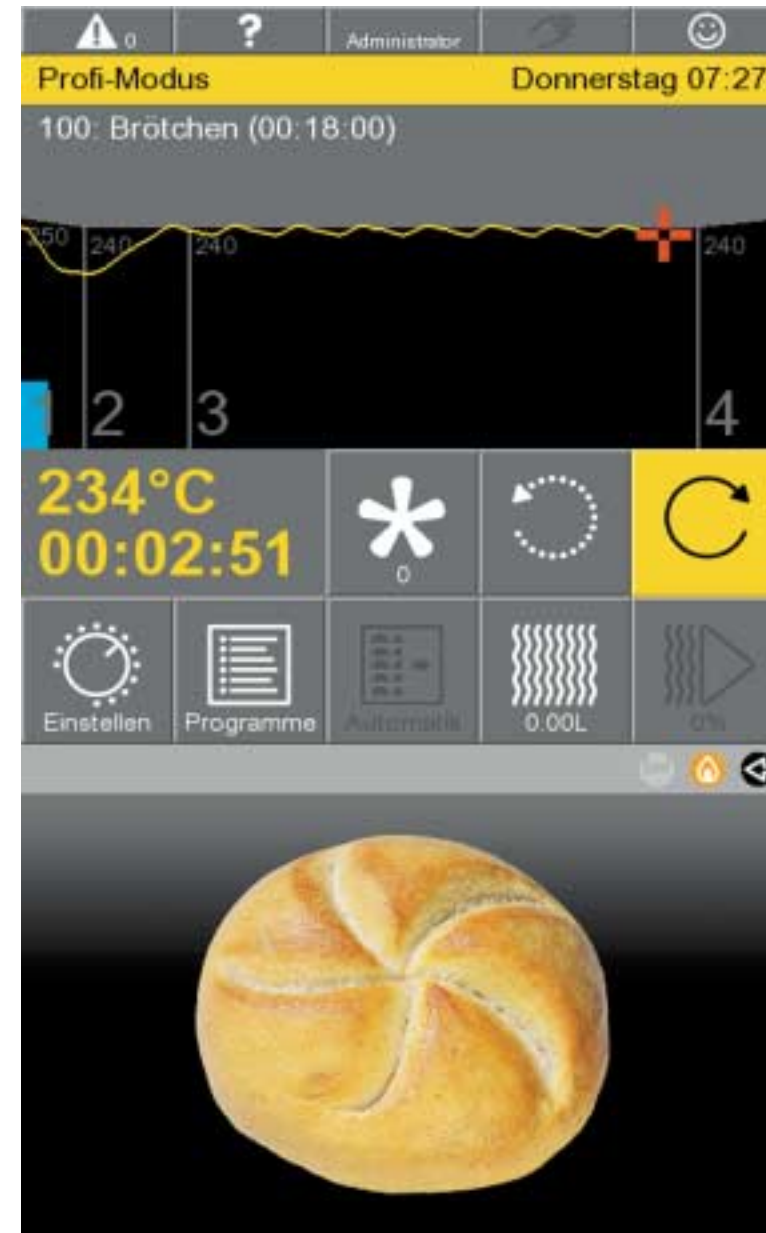 0
?
Administrator
Profi-Modus
Donnerstag 07:27
100: Brötchen (00:18:00)
250
240
240
240
1
2
3
4
234°C
00:02:51
0
Einstellen
Programme
Automatik
0.00L
0%